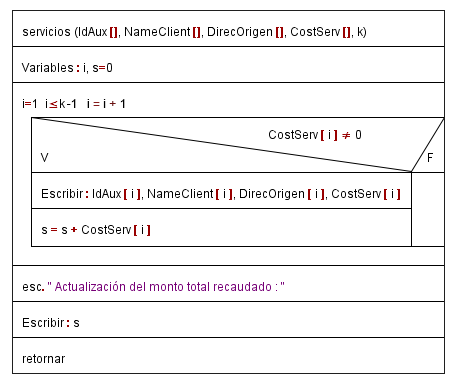 servicios (IdAux[], NameClient[], DirecOrigen[], CostServ[], k)
Variables : i, s=0
i=1 i≤k-1 i = i + 1
CostServ[ i ] ≠ 0
V F
Escribir : IdAux[ i ], NameClient[ i ], DirecOrigen[ i ], CostServ[ i ]
s = s + CostServ[ i ]
esc. " Actualización del monto total recaudado : "
Escribir : s
retornar